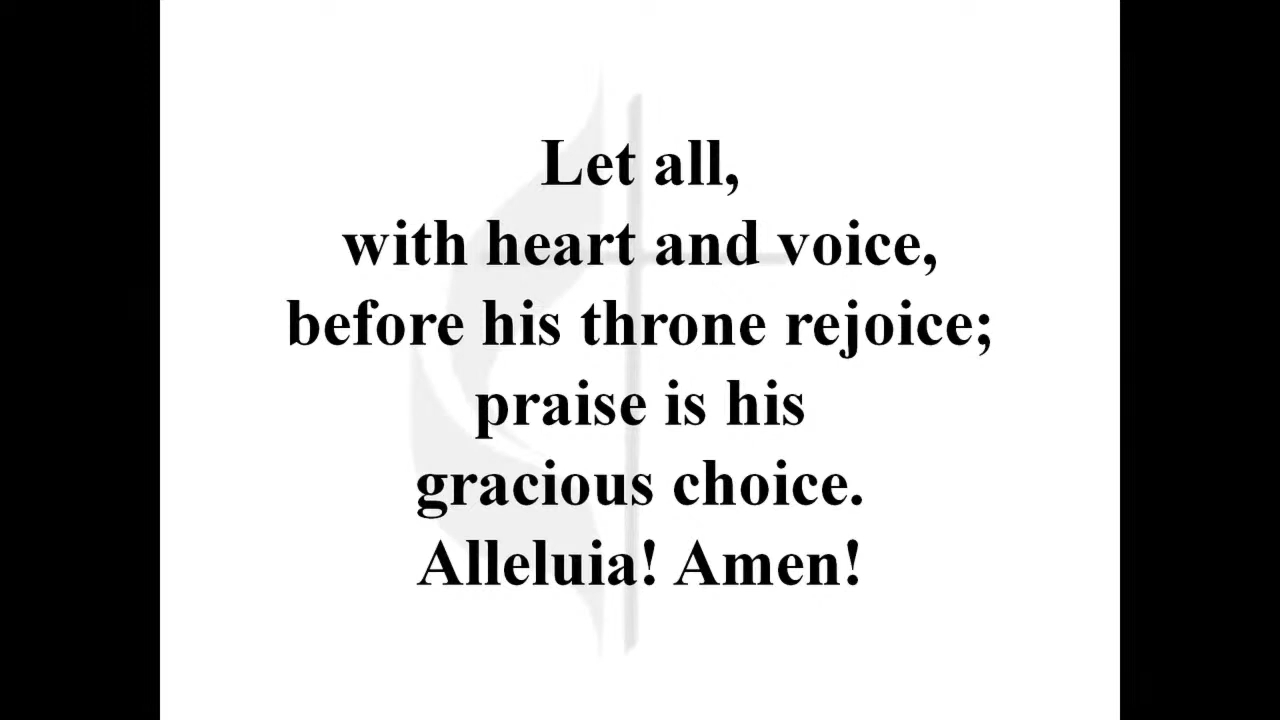 Let all,
with heart and voice,
before his throne rejoice;
praise is his
gracious choice.
Alleluia! Amen!